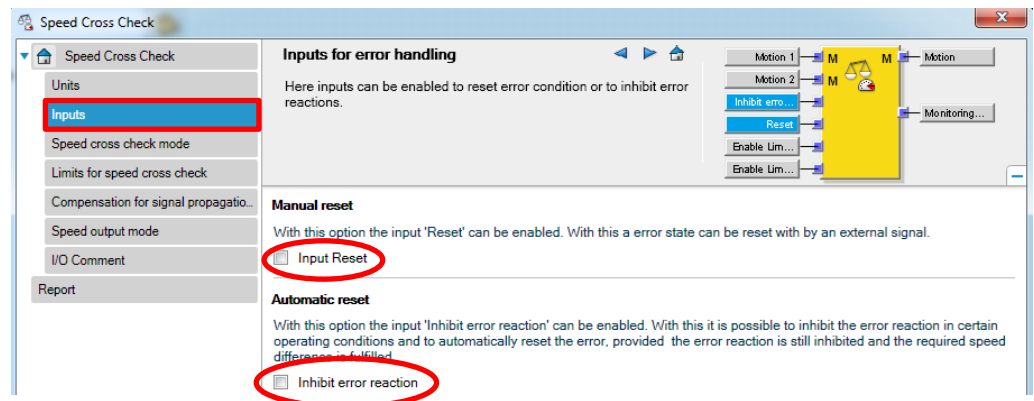 Speed Cross Check
Speed Cross Check
Units
Inputs
Speed cross check mode
Limits for speed cross check
Compensation for signal propagatio...
Speed output mode
I/O Comment
Report
Inputs for error handling
Here inputs can be enabled to reset error condition or to inhibit error
reactions.
Motion 1
Motion 2
Inhibit erro...
Reset
Enable Lim...
Enable Lim...
M
M
M
Motion
Monitoring...
Manual reset
With this option the input 'Reset' can be enabled. With this a error state can be reset with by an external signal.
Input Reset
Automatic reset
With this option the input 'Inhibit error reaction' can be enabled. With this it is possible to inhibit the error reaction in certain
operating conditions and to automatically reset the error, provided the error reaction is still inhibited and the required speed
difference is fulfilled.
Inhibit error reaction